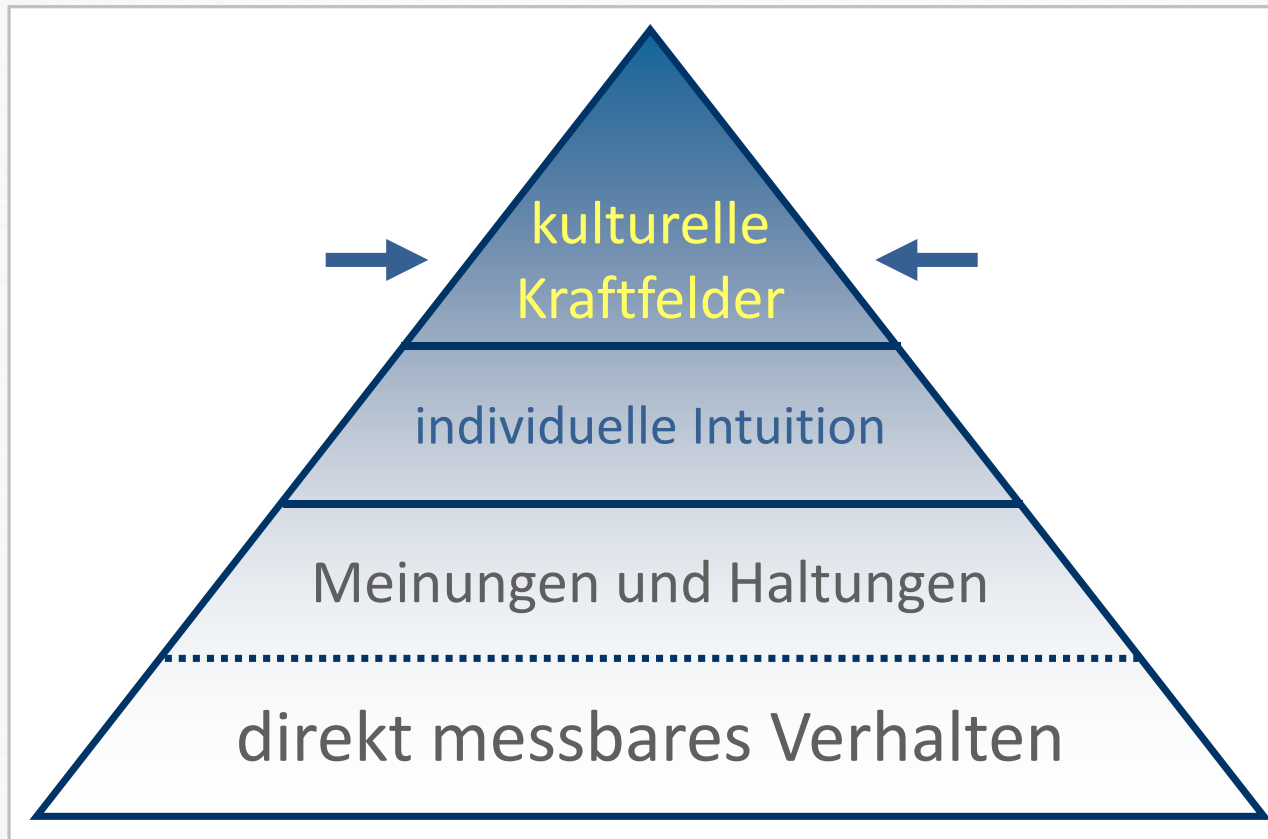 kulturelle
Kraftfelder
individuelle Intuition
Meinungen und Haltungen
direkt messbares Verhalten